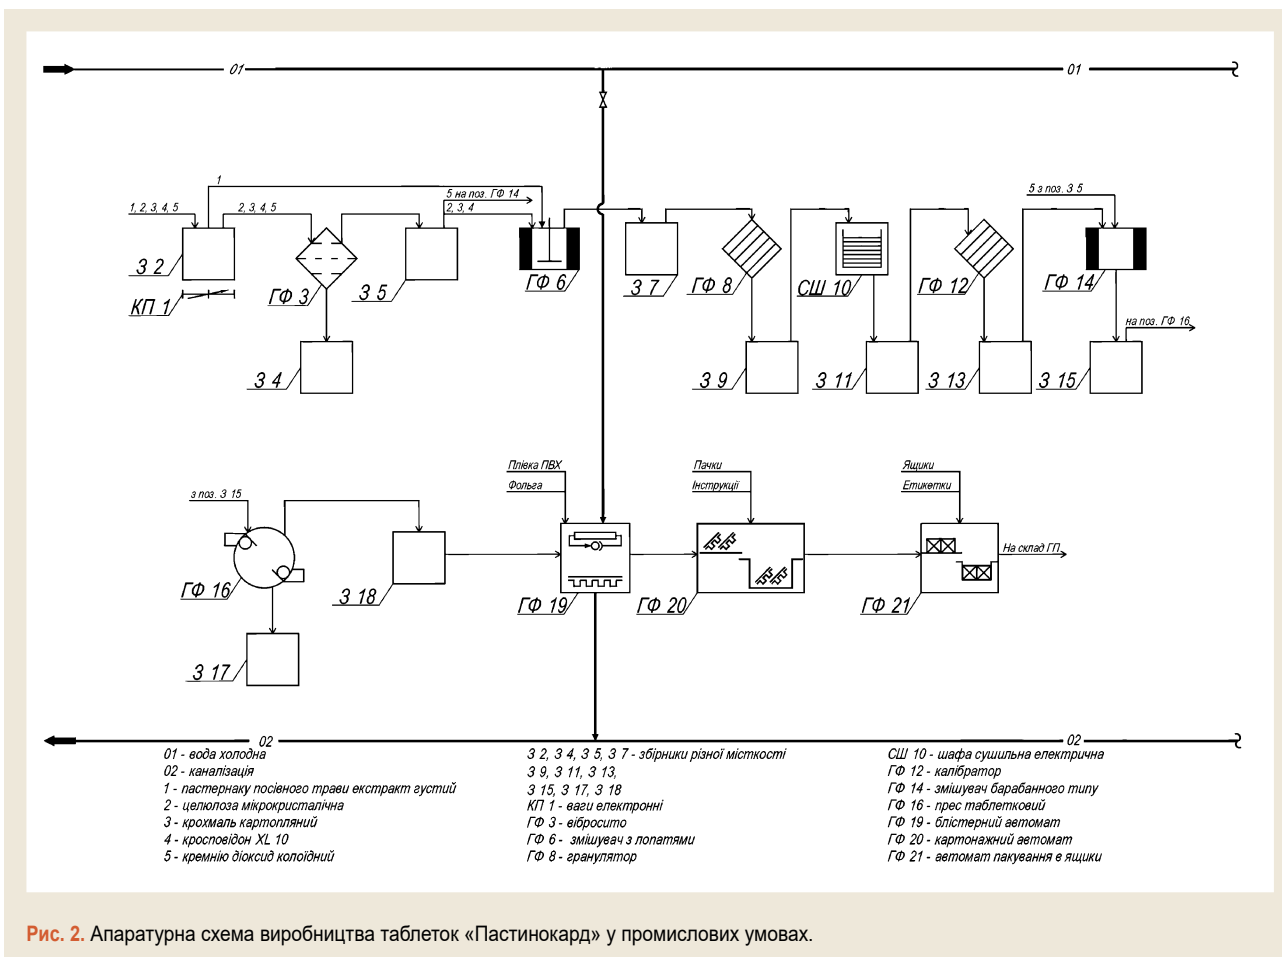 01 01
1
5 на поз. ГФ 14
5 з поз. З 5
1, 2, 3, 4, 5
2, 3, 4, 5
2, 3, 4
З 2
КП 1
ГФ 3
З 5
ГФ 6
З 7
ГФ 8
СШ 10
ГФ 12
ГФ 14
на поз. ГФ 16
З 4
З 9
З 11
З 13
З 15
Плівка ПВХ
Фольга
Пачки
Інструкції
Ящики
Етикетки
з поз. З 15
На склад ГП
ГФ 16
З 18
ГФ 19
ГФ 20
ГФ 21
З 17
02 02
01 - вода холодна
02 - каналізація
1 - пастернаку посівного трави екстракт густий
2 - целюлоза мікрокристалічна
3 - крохмаль картопляний
4 - кросповідон XL 10
5 - кремнію діоксид колоїдний
З 2, З 4, З 5, З 7 - збірники різної місткості
З 9, З 11, З 13,
З 15, З 17, З 18
КП 1 - ваги електронні
ГФ 3 - вібросито
ГФ 6 - змішувач з лопатями
ГФ 8 - гранулятор
СШ 10 - шафа сушильна електрична
ГФ 12 - калібратор
ГФ 14 - змішувач барабанного типу
ГФ 16 - прес таблетковий
ГФ 19 - блістерний автомат
ГФ 20 - картонажний автомат
ГФ 21 - автомат пакування в ящики
Рис. 2. Апаратурна схема виробництва таблеток «Пастинокард» у промислових умовах.